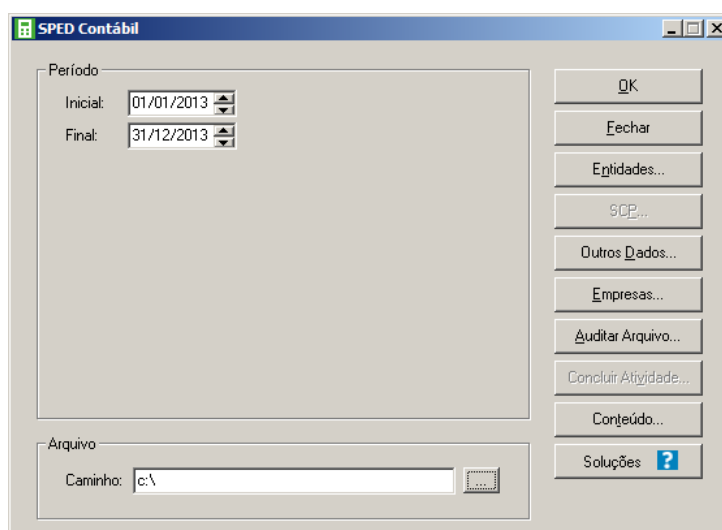 SPED Contábil
Período
Inicial: 01/01/2013
Final: 31/12/2013
Arquivo
Caminho: c:\ ...
OK
Fechar
Entidades...
SCP...
Outros Dados...
Empresas...
Auditar Arquivo...
Concluir Atividade...
Conteúdo...
Soluções ?